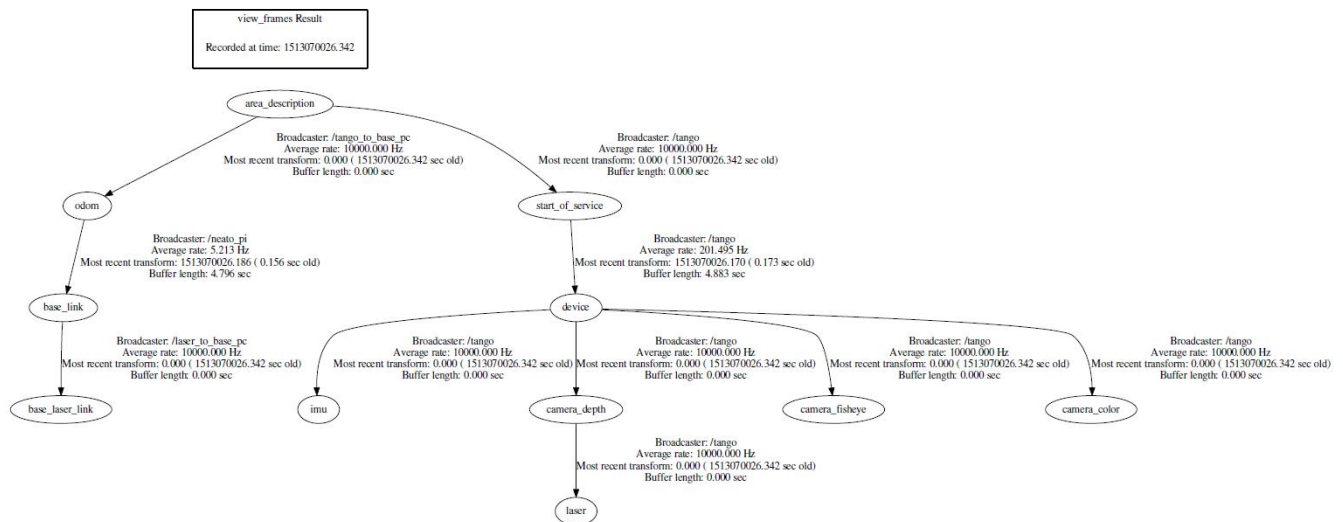 view_frames Result
Recorded at time: 1513070026.342
area_description
Broadcaster: /tango_to_base_pc
Average rate: 10000.000 Hz
Most recent transform: 0.000 ( 1513070026.342 sec old)
Buffer length: 0.000 sec
Broadcaster: /tango
Average rate: 10000.000 Hz
Most recent transform: 0.000 ( 1513070026.342 sec old)
Buffer length: 0.000 sec
odom
start_of_service
Broadcaster: /neato_pi
Average rate: 5.213 Hz
Most recent transform: 1513070026.186 ( 0.156 sec old)
Buffer length: 4.796 sec
Broadcaster: /tango
Average rate: 201.495 Hz
Most recent transform: 1513070026.170 ( 0.173 sec old)
Buffer length: 4.883 sec
base_link
device
Broadcaster: /laser_to_base_pc
Average rate: 10000.000 Hz
Most recent transform: 0.000 ( 1513070026.342 sec old)
Buffer length: 0.000 sec
Broadcaster: /tango
Average rate: 10000.000 Hz
Most recent transform: 0.000 ( 1513070026.342 sec old)
Buffer length: 0.000 sec
Broadcaster: /tango
Average rate: 10000.000 Hz
Most recent transform: 0.000 ( 1513070026.342 sec old)
Buffer length: 0.000 sec
Broadcaster: /tango
Average rate: 10000.000 Hz
Most recent transform: 0.000 ( 1513070026.342 sec old)
Buffer length: 0.000 sec
Broadcaster: /tango
Average rate: 10000.000 Hz
Most recent transform: 0.000 ( 1513070026.342 sec old)
Buffer length: 0.000 sec
base_laser_link
imu
camera_depth
camera_fisheye
camera_color
Broadcaster: /tango
Average rate: 10000.000 Hz
Most recent transform: 0.000 ( 1513070026.342 sec old)
Buffer length: 0.000 sec
laser